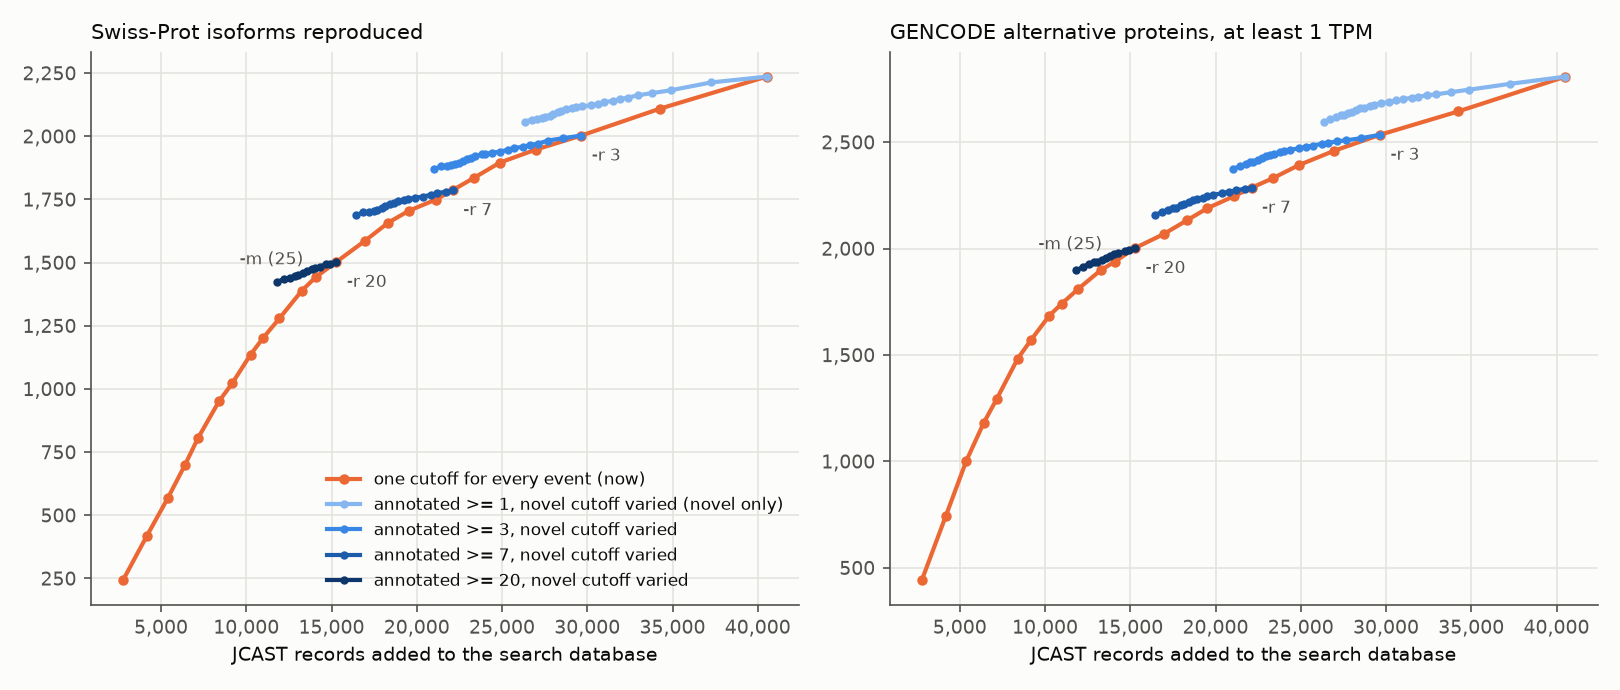 Swiss-Prot isoforms reproduced
2,250
2,000
1,750
1,500
1,250
1,000
750
500
250
-r 3
-r 7
-m (25)
-r 20
one cutoff for every event (now)
annotated >= 1, novel cutoff varied (novel only)
annotated >= 3, novel cutoff varied
annotated >= 7, novel cutoff varied
annotated >= 20, novel cutoff varied
5,000 10,000 15,000 20,000 25,000 30,000 35,000 40,000
JCAST records added to the search database
GENCODE alternative proteins, at least 1 TPM
2,500
2,000
1,500
1,000
500
-r 3
-r 7
-m (25)
-r 20
5,000 10,000 15,000 20,000 25,000 30,000 35,000 40,000
JCAST records added to the search database